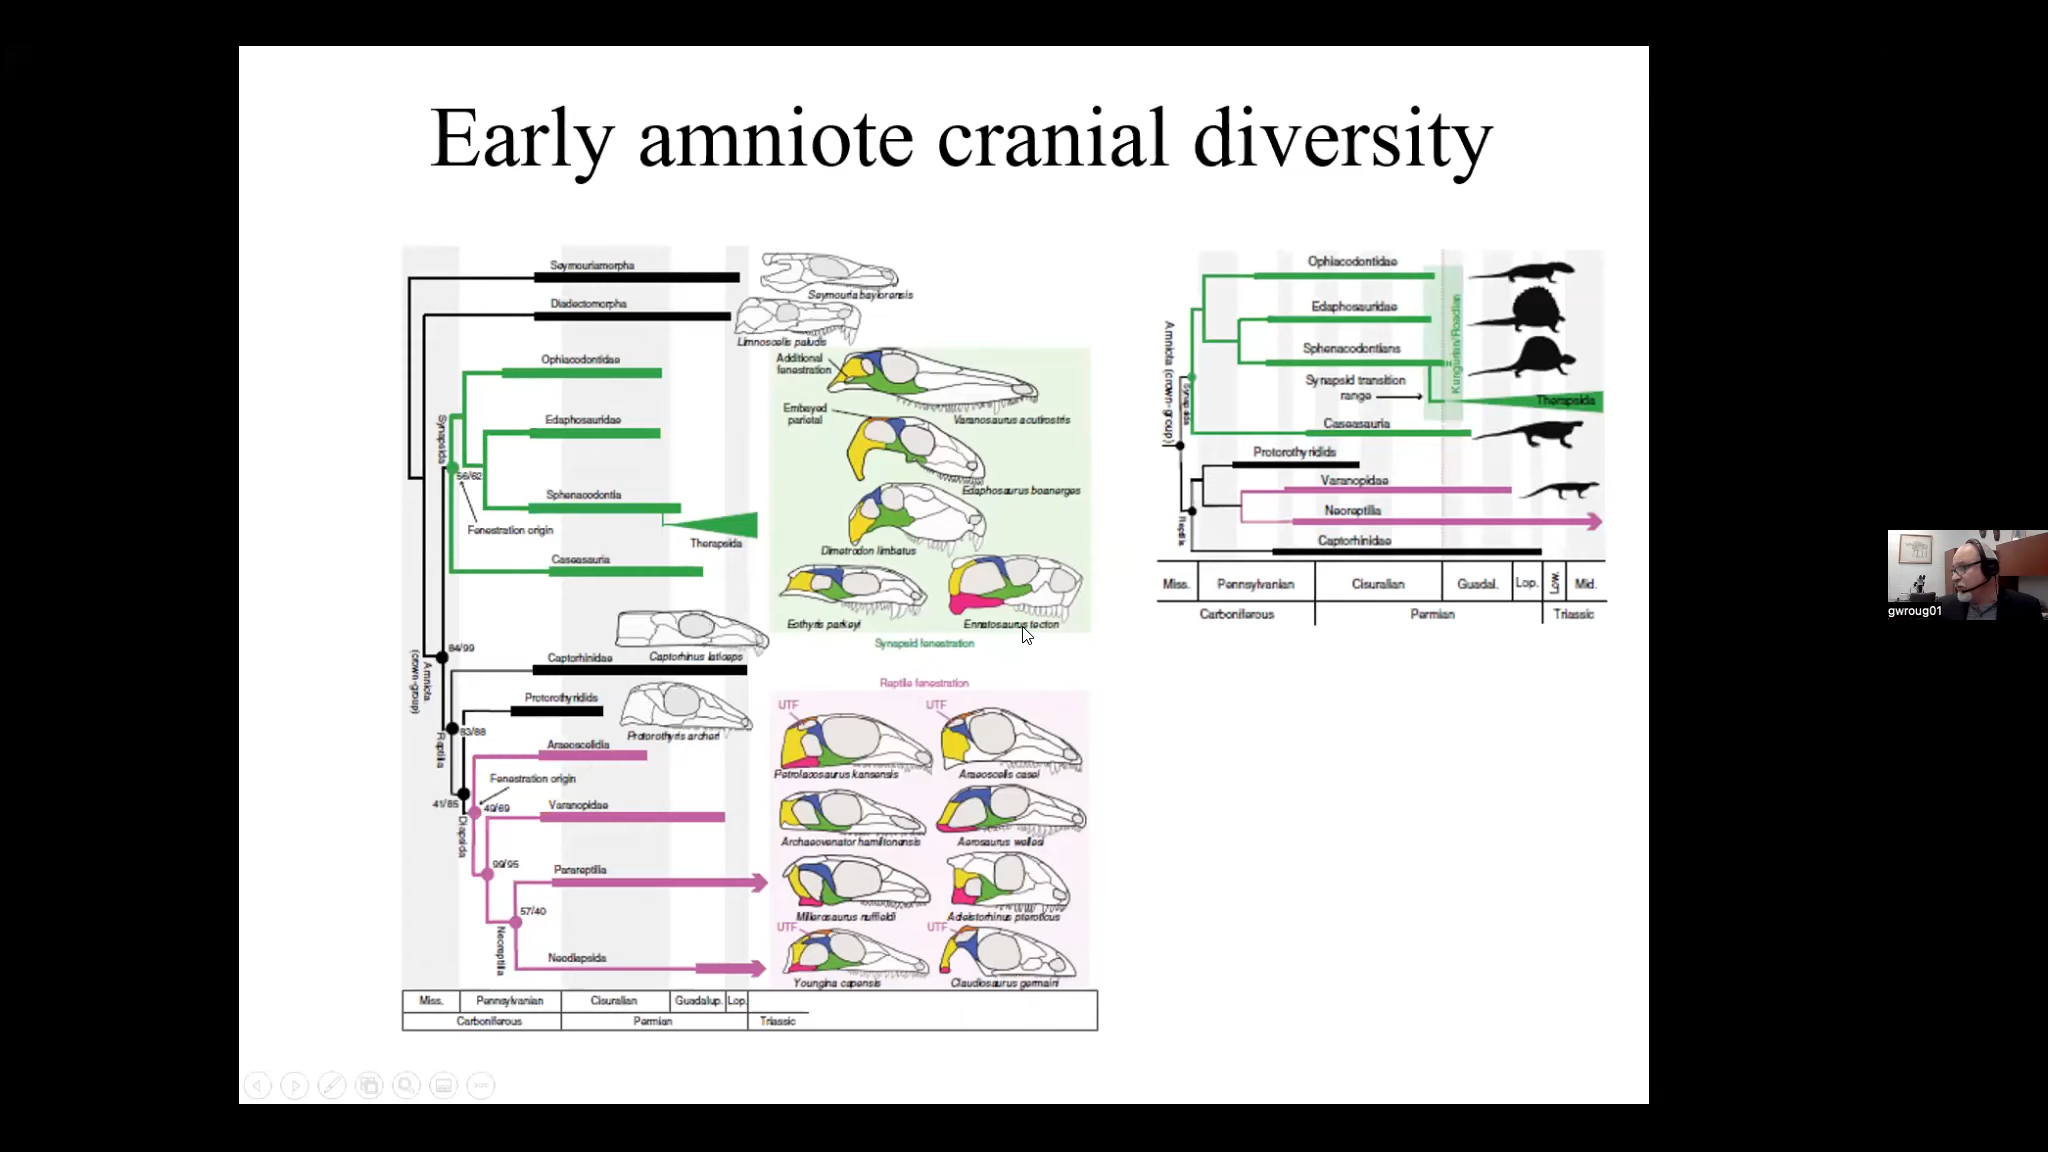 Early amniote cranial diversity
Seymouriamorpha
Seymouria baylorensis
Diadectomorpha
Limnoscelis paludis
Ophiacodontidae
Additional
fenestration
Embayed
parietal
Varanosaurus acutirostris
Synapsida
Edaphosauridae
56/62
Edaphosaurus boanerges
Sphenacodontia
Fenestration origin
Therapsida
Dimetrodon limbatus
Caseasauria
Eothyris parkeyi
Ennatosaurus tecton
Synapsid fenestration
84/99
Amniota
(crown-group)
Captorhinidae
Captorhinus laticeps
Reptile fenestration
Protorothyridids
Protorothyris archeri
83/88
Reptilia
UTF
UTF
Araeoscelidia
Petrolacosaurus kansensis
Araeoscelis casei
Fenestration origin
41/85
49/69
Diapsida
Varanopidae
Archaeovenator hamiltonensis
Aerosaurus wellesi
99/95
Parareptilia
Milerosaurus nuffieldi
Adelstorhinus pteroticus
57/40
Neoreptilia
UTF
UTF
Neodiapsida
Youngina capensis
Claudiosaurus germaini
Miss.
Pennsylvanian
Cisuralian
Guadalup.
Lop.
Carboniferous
Permian
Triassic
Ophiacodontidae
Edaphosauridae
Sphenacodontians
Kungurian/Roadian
Synapsid transition
range
Therapsida
Amniota (crown-group)
Synapsida
Caseasauria
Protorothyridids
Varanopidae
Neoreptilia
Reptilia
Captorhinidae
Miss.
Pennsylvanian
Cisuralian
Guadal.
Lop.
Low.
Mid.
Carboniferous
Permian
Triassic
gwroug01